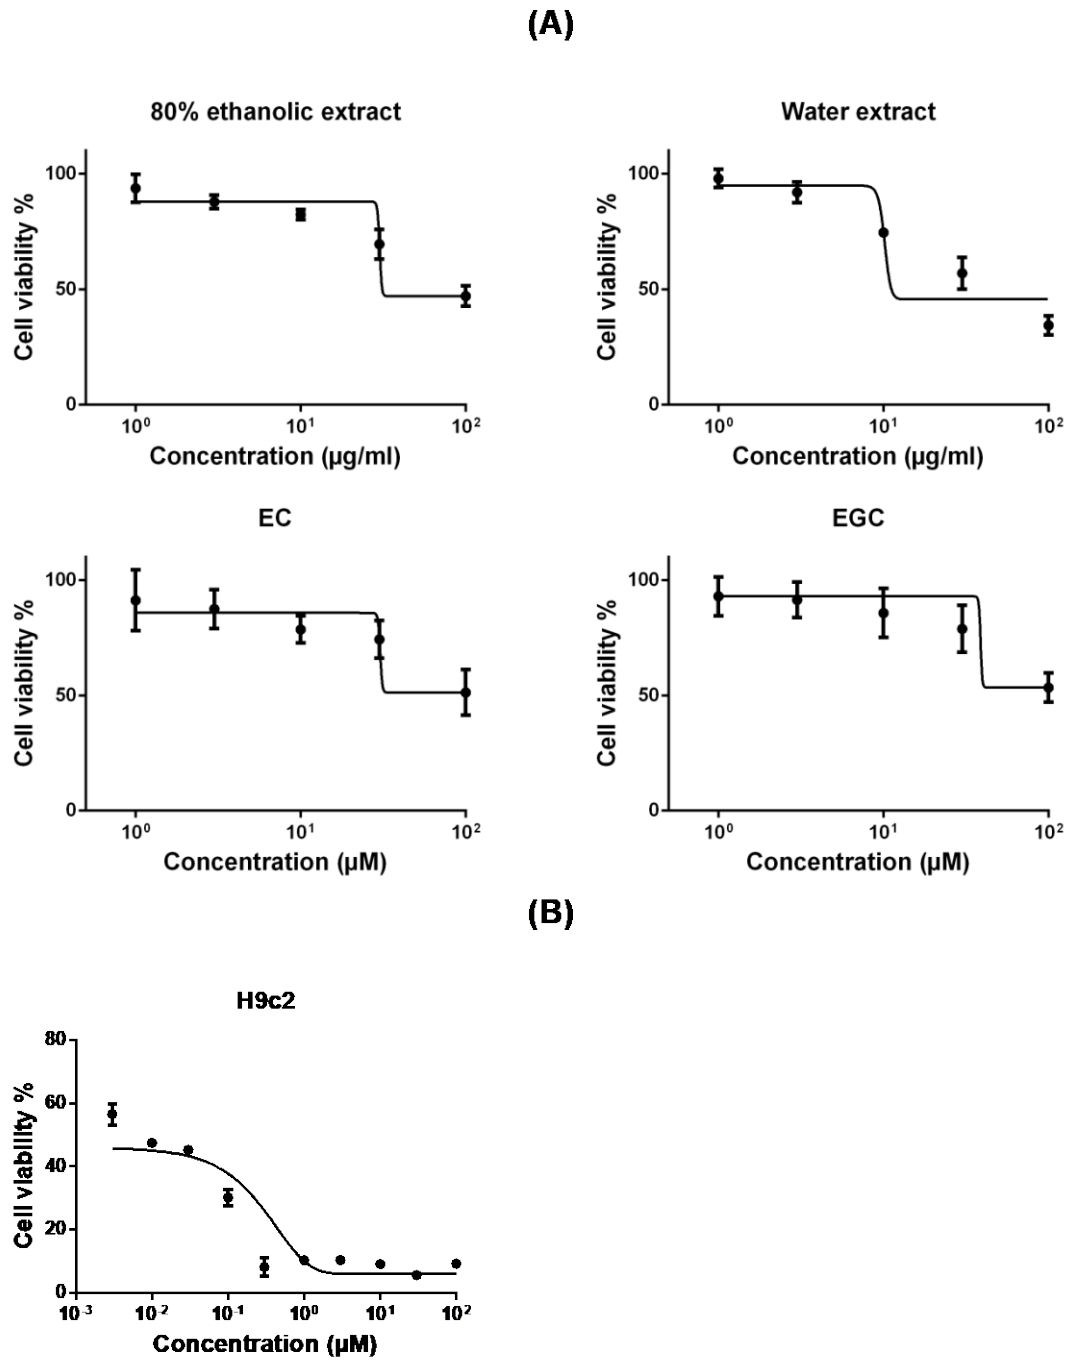 (A)
80% ethanolic extract
Cell viability %
100
50
0
10⁰ 10¹ 10²
Concentration (µg/ml)
Water extract
Cell viability %
100
50
0
10⁰ 10¹ 10²
Concentration (µg/ml)
EC
Cell viability %
100
50
0
10⁰ 10¹ 10²
Concentration (µM)
EGC
Cell viability %
100
50
0
10⁰ 10¹ 10²
Concentration (µM)
(B)
H9c2
Cell viability %
80
60
40
20
0
10⁻³ 10⁻² 10⁻¹ 10⁰ 10¹ 10²
Concentration (µM)